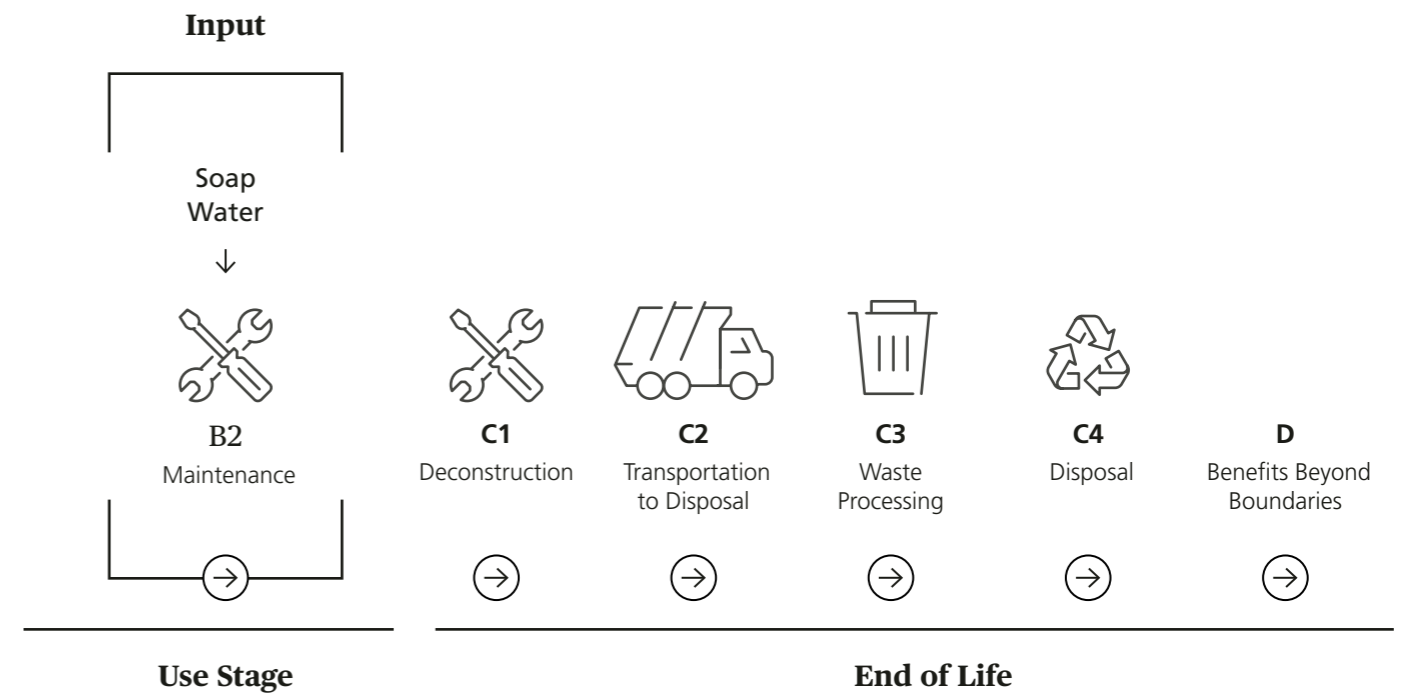 Input
Soap
Water
B2
Maintenance
C1
Deconstruction
C2
Transportation
to Disposal
C3
Waste
Processing
C4
Disposal
D
Benefits Beyond
Boundaries
Use Stage
End of Life